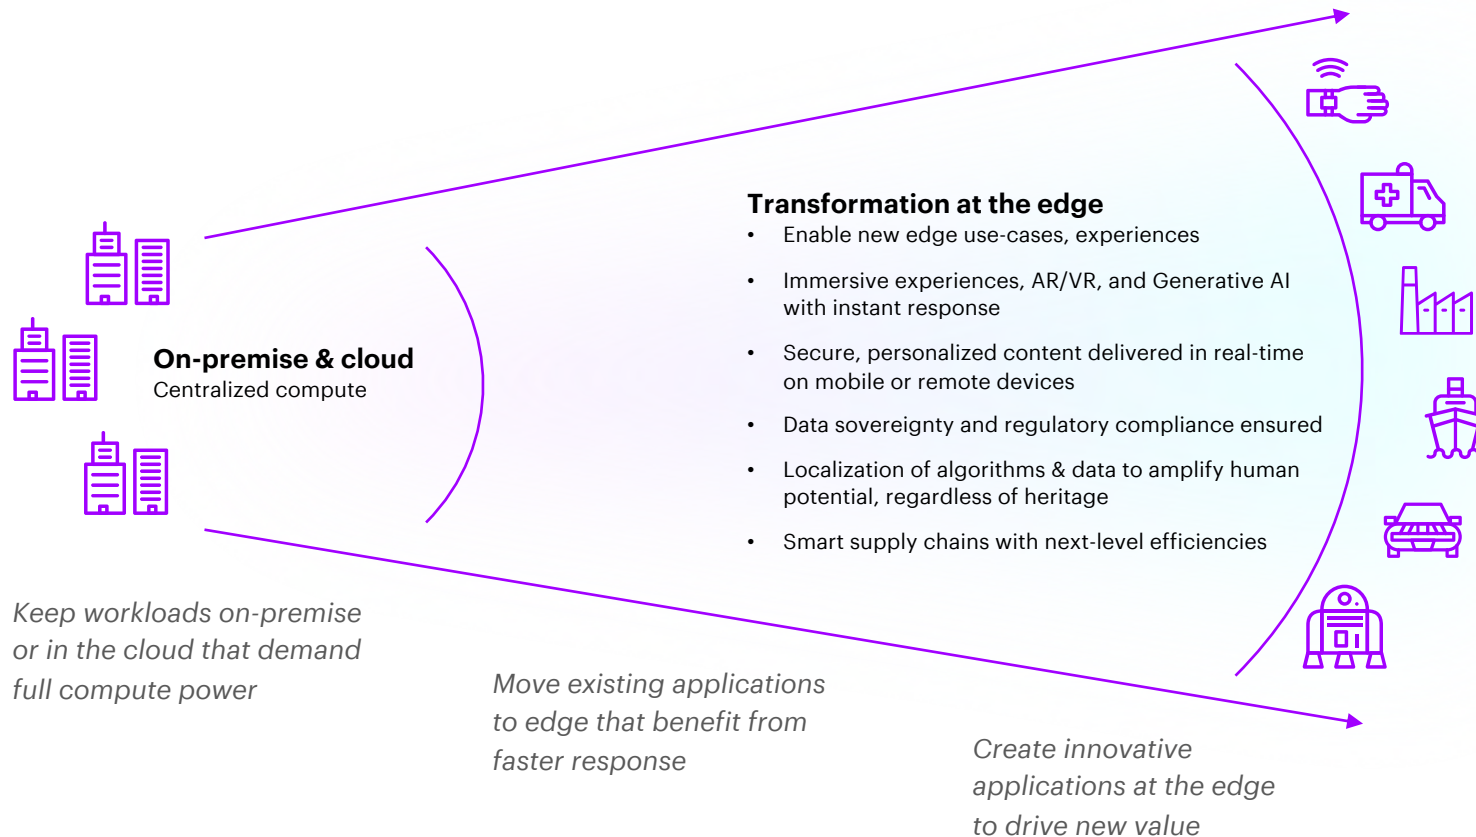 Transformation at the edge
• Enable new edge use-cases, experiences
• Immersive experiences, AR/VR, and Generative AI
with instant response
• Secure, personalized content delivered in real-time
on mobile or remote devices
• Data sovereignty and regulatory compliance ensured
• Localization of algorithms & data to amplify human
potential, regardless of heritage
• Smart supply chains with next-level efficiencies
On-premise & cloud
Centralized compute
Keep workloads on-premise
or in the cloud that demand
full compute power
Move existing applications
to edge that benefit from
faster response
Create innovative
applications at the edge
to drive new value